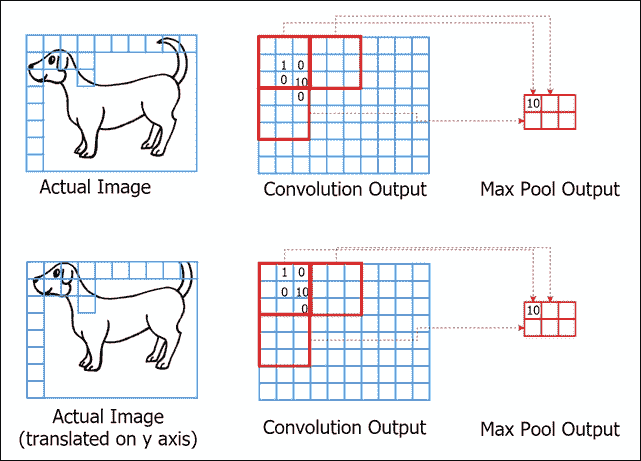 1 0
0 10
0
10
Actual Image
Convolution Output
Max Pool Output
1 0
0 10
0
10
Actual Image
(translated on y axis)
Convolution Output
Max Pool Output